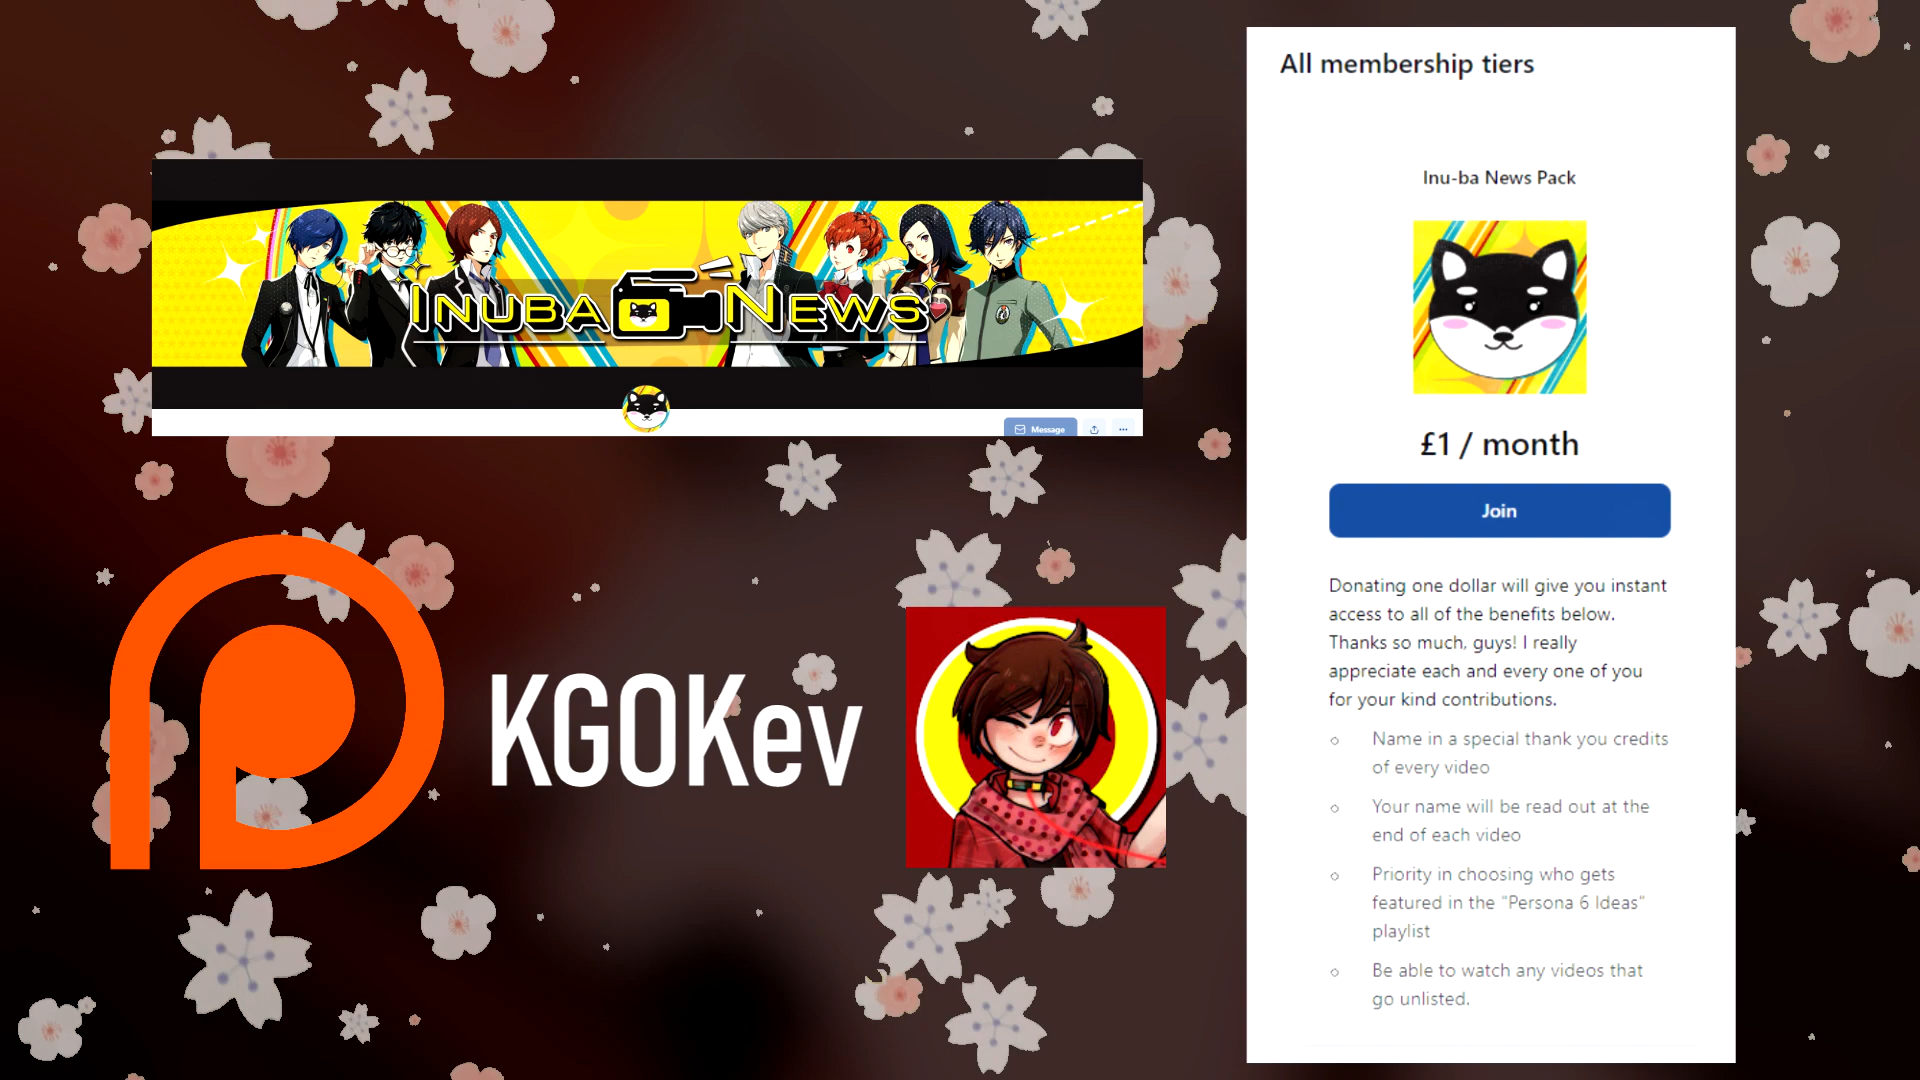 INUBA NEWS
Message
KGOKev
All membership tiers
Inu-ba News Pack
£1 / month
Join
Donating one dollar will give you instant
access to all of the benefits below.
Thanks so much, guys! I really
appreciate each and every one of you
for your kind contributions.
Name in a special thank you credits
of every video
Your name will be read out at the
end of each video
Priority in choosing who gets
featured in the "Persona 6 Ideas"
playlist
Be able to watch any videos that
go unlisted.